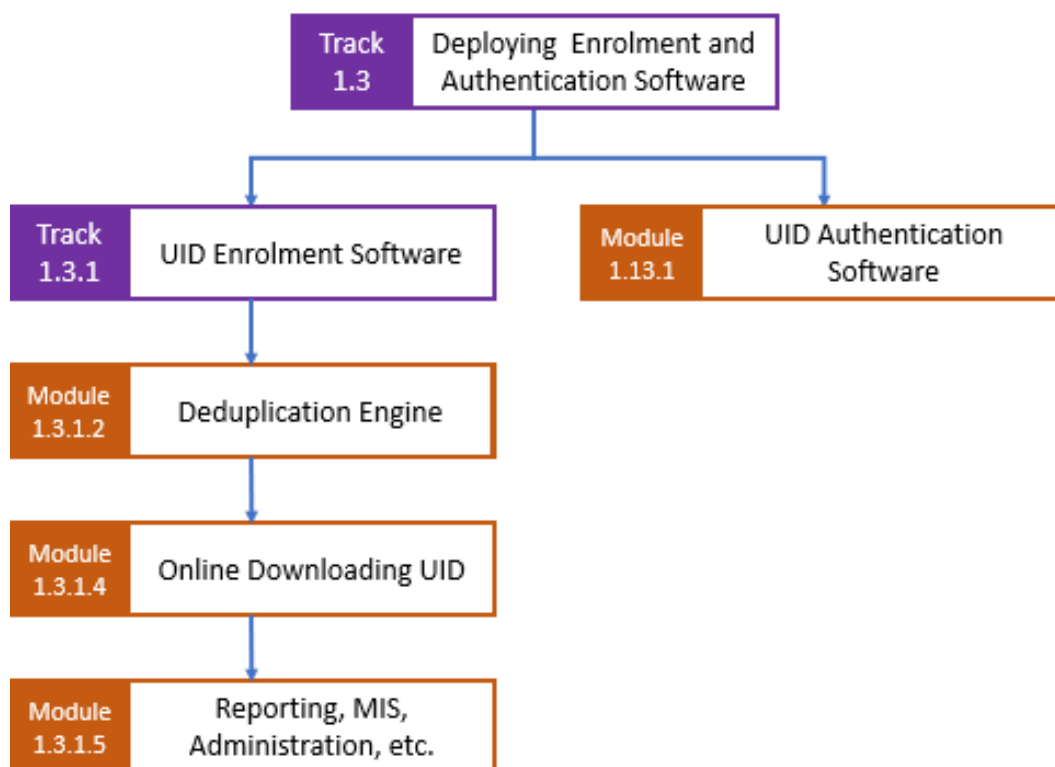 Track
1.3
Deploying Enrolment and
Authentication Software
Track
1.3.1
UID Enrolment Software
Module
1.13.1
UID Authentication
Software
Module
1.3.1.2
Deduplication Engine
Module
1.3.1.4
Online Downloading UID
Module
1.3.1.5
Reporting, MIS,
Administration, etc.